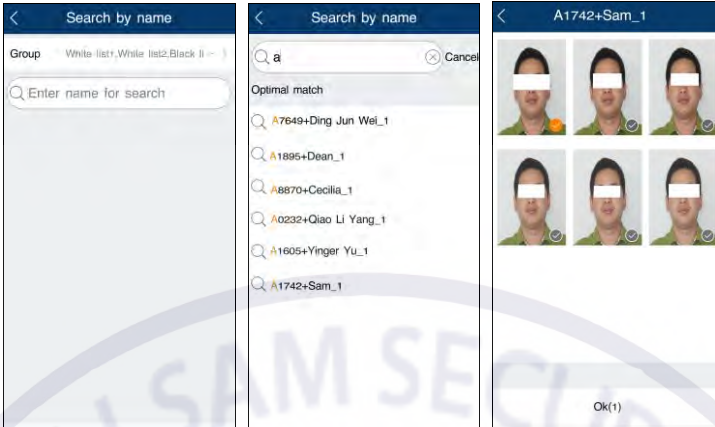 Search by name
Group White list1,White list2,Black li
Enter name for search
Search by name
a
Cancel
Optimal match
A7649+Ding Jun Wei_1
A1895+Dean_1
A8870+Cecilia_1
A0232+Qiao Li Yang_1
A1605+Yinger Yu_1
A1742+Sam_1
A1742+Sam_1
Ok(1)
SAM SECU